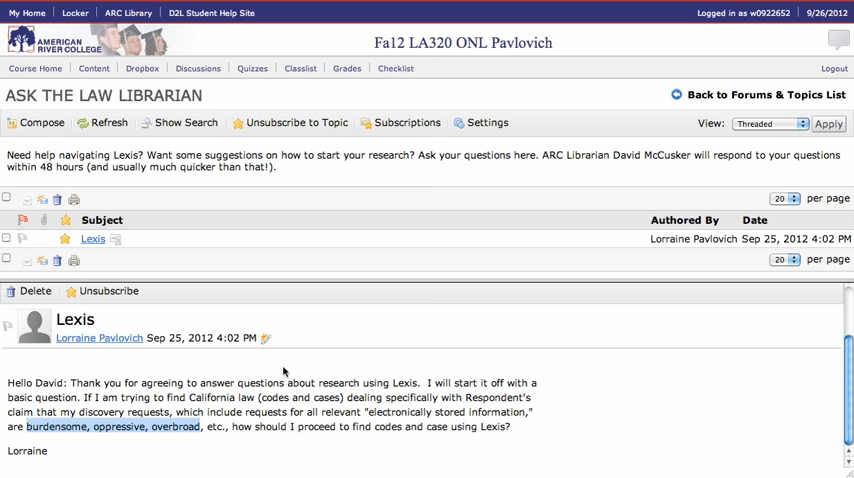 My Home Locker ARC Library D2L Student Help Site Logged in as w0922652 9/26/2012
AMERICAN RIVER COLLEGE Fa12 LA320 ONL Pavlovich
Course Home Content Dropbox Discussions Quizzes Classlist Grades Checklist Logout
ASK THE LAW LIBRARIAN Back to Forums & Topics List
Compose Refresh Show Search Unsubscribe to Topic Subscriptions Settings View: Threaded Apply
Need help navigating Lexis? Want some suggestions on how to start your research? Ask your questions here. ARC Librarian David McCusker will respond to your questions
within 48 hours (and usually much quicker than that!).
20 per page
Subject Authored By Date
Lexis Lorraine Pavlovich Sep 25, 2012 4:02 PM
20 per page
Delete Unsubscribe
Lexis
Lorraine Pavlovich Sep 25, 2012 4:02 PM
Hello David: Thank you for agreeing to answer questions about research using Lexis. I will start it off with a
basic question. If I am trying to find California law (codes and cases) dealing specifically with Respondent's
claim that my discovery requests, which include requests for all relevant "electronically stored information,"
are burdensome, oppressive, overbroad, etc., how should I proceed to find codes and case using Lexis?
Lorraine